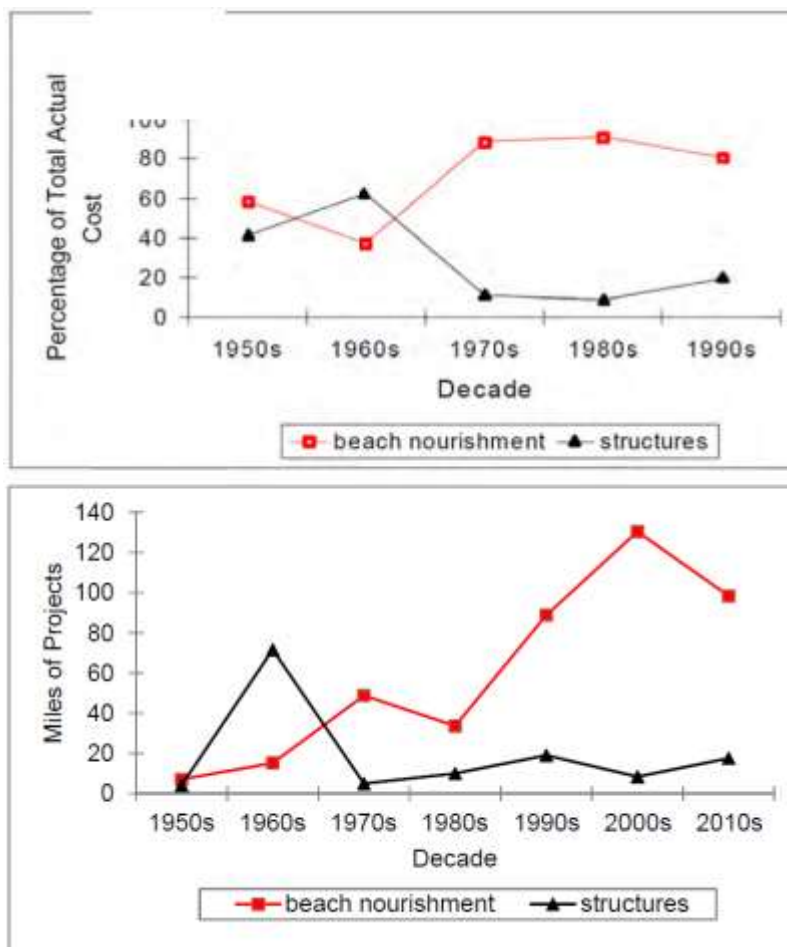 Percentage of Total Actual
Cost
100
80
60
40
20
0
1950s 1960s 1970s 1980s 1990s
Decade
beach nourishment structures
Miles of Projects
140
120
100
80
60
40
20
0
1950s 1960s 1970s 1980s 1990s 2000s 2010s
Decade
beach nourishment structures